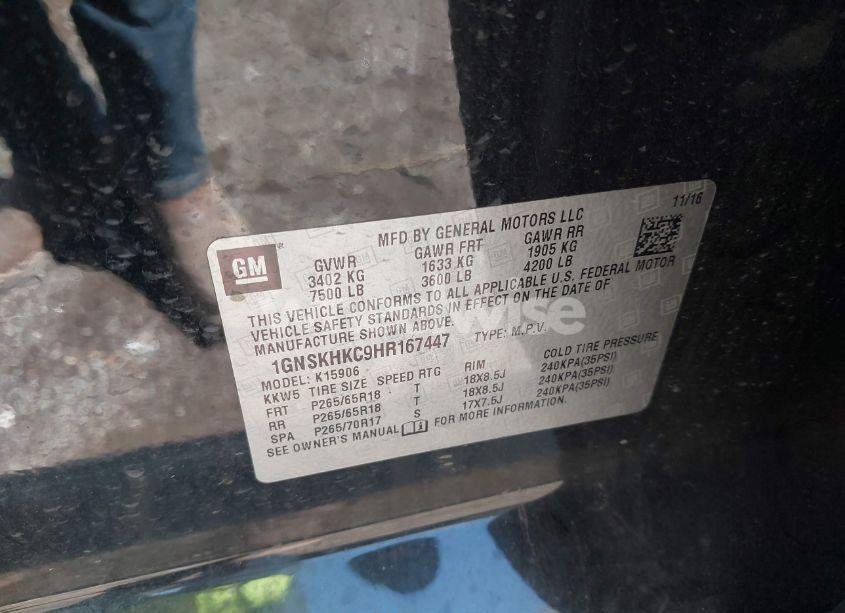 11/16
MFD BY GENERAL MOTORS LLC
GM
GVWR GAWR FRT GAWR RR
3402 KG 1633 KG 1905 KG
7500 LB 3600 LB 4200 LB
THIS VEHICLE CONFORMS TO ALL APPLICABLE U.S. FEDERAL MOTOR
VEHICLE SAFETY STANDARDS IN EFFECT ON THE DATE OF
MANUFACTURE SHOWN ABOVE.
1GNSKHKC9HR167447 TYPE: M.P.V.
MODEL: K15906
KKW5 TIRE SIZE SPEED RTG RIM COLD TIRE PRESSURE
FRT P265/65R18 T 18X8.5J 240KPA(35PSI)
RR P265/65R18 T 18X8.5J 240KPA(35PSI)
SPA P265/70R17 S 17X7.5J 240KPA(35PSI)
SEE OWNER'S MANUAL FOR MORE INFORMATION.